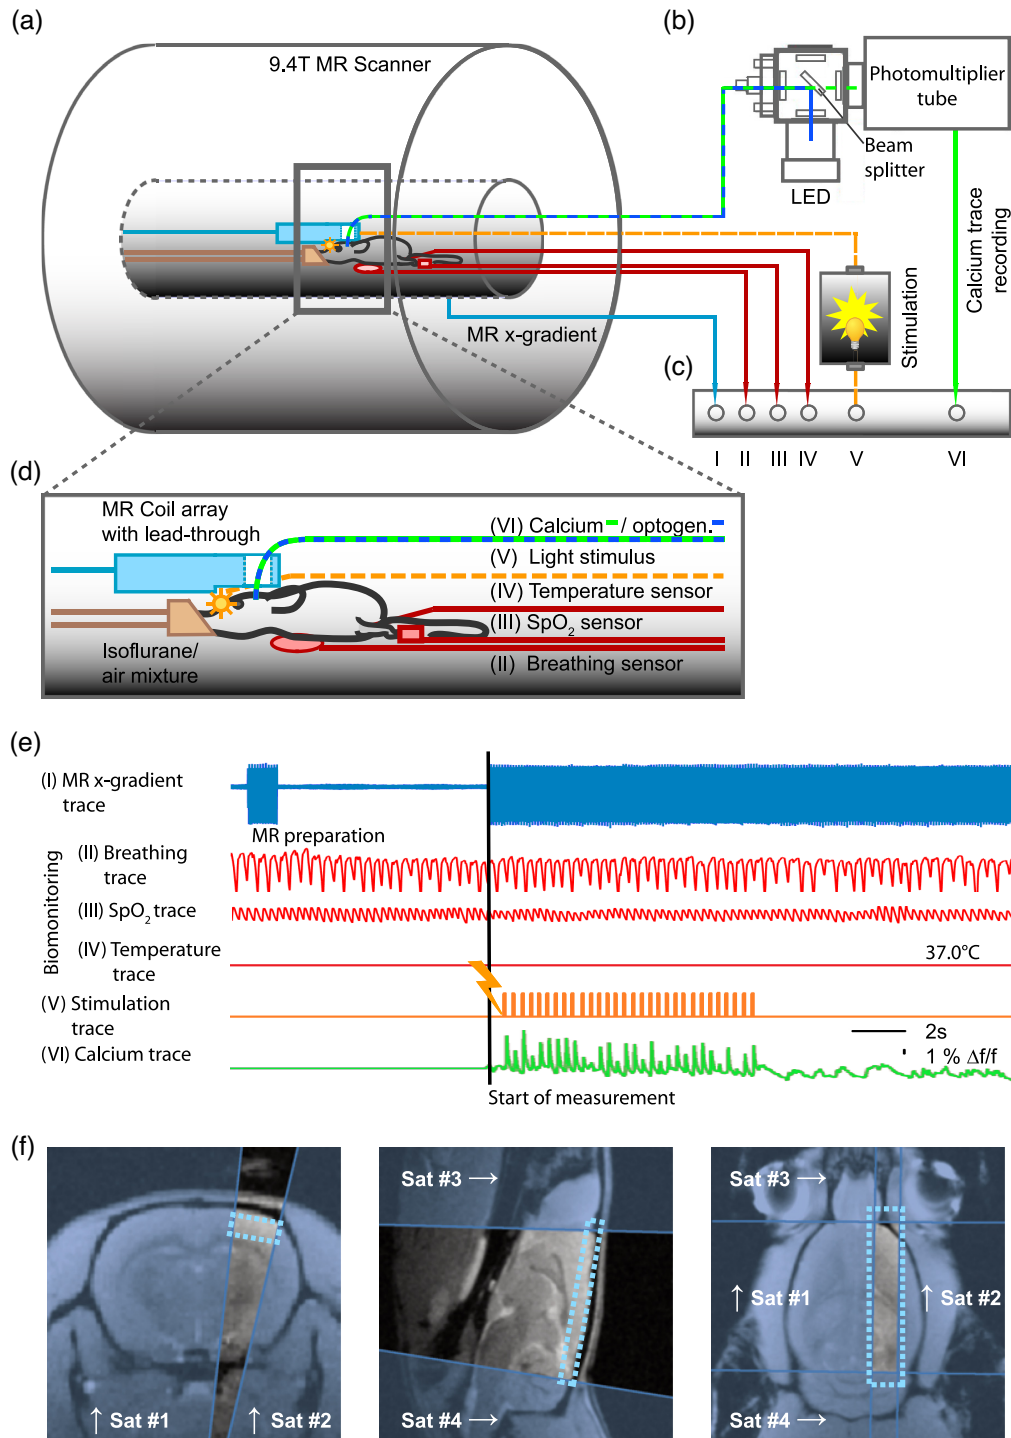 (a)
9.4T MR Scanner
MR x-gradient
(b)
Photomultiplier
tube
Beam
splitter
LED
Calcium trace
recording
Stimulation
(c)
I II III IV V VI
(d)
MR Coil array
with lead-through
Isoflurane/
air mixture
(VI) Calcium / optogen.
(V) Light stimulus
(IV) Temperature sensor
(III) SpO2 sensor
(II) Breathing sensor
(e)
(I) MR x-gradient
trace
MR preparation
Biomonitoring
(II) Breathing
trace
(III) SpO2 trace
(IV) Temperature
trace
37.0°C
(V) Stimulation
trace
2s
(VI) Calcium trace
1 % Δf/f
Start of measurement
(f)
↑ Sat #1
↑ Sat #2
Sat #3 →
Sat #4 →
Sat #3 →
↑ Sat #1
↑ Sat #2
Sat #4 →